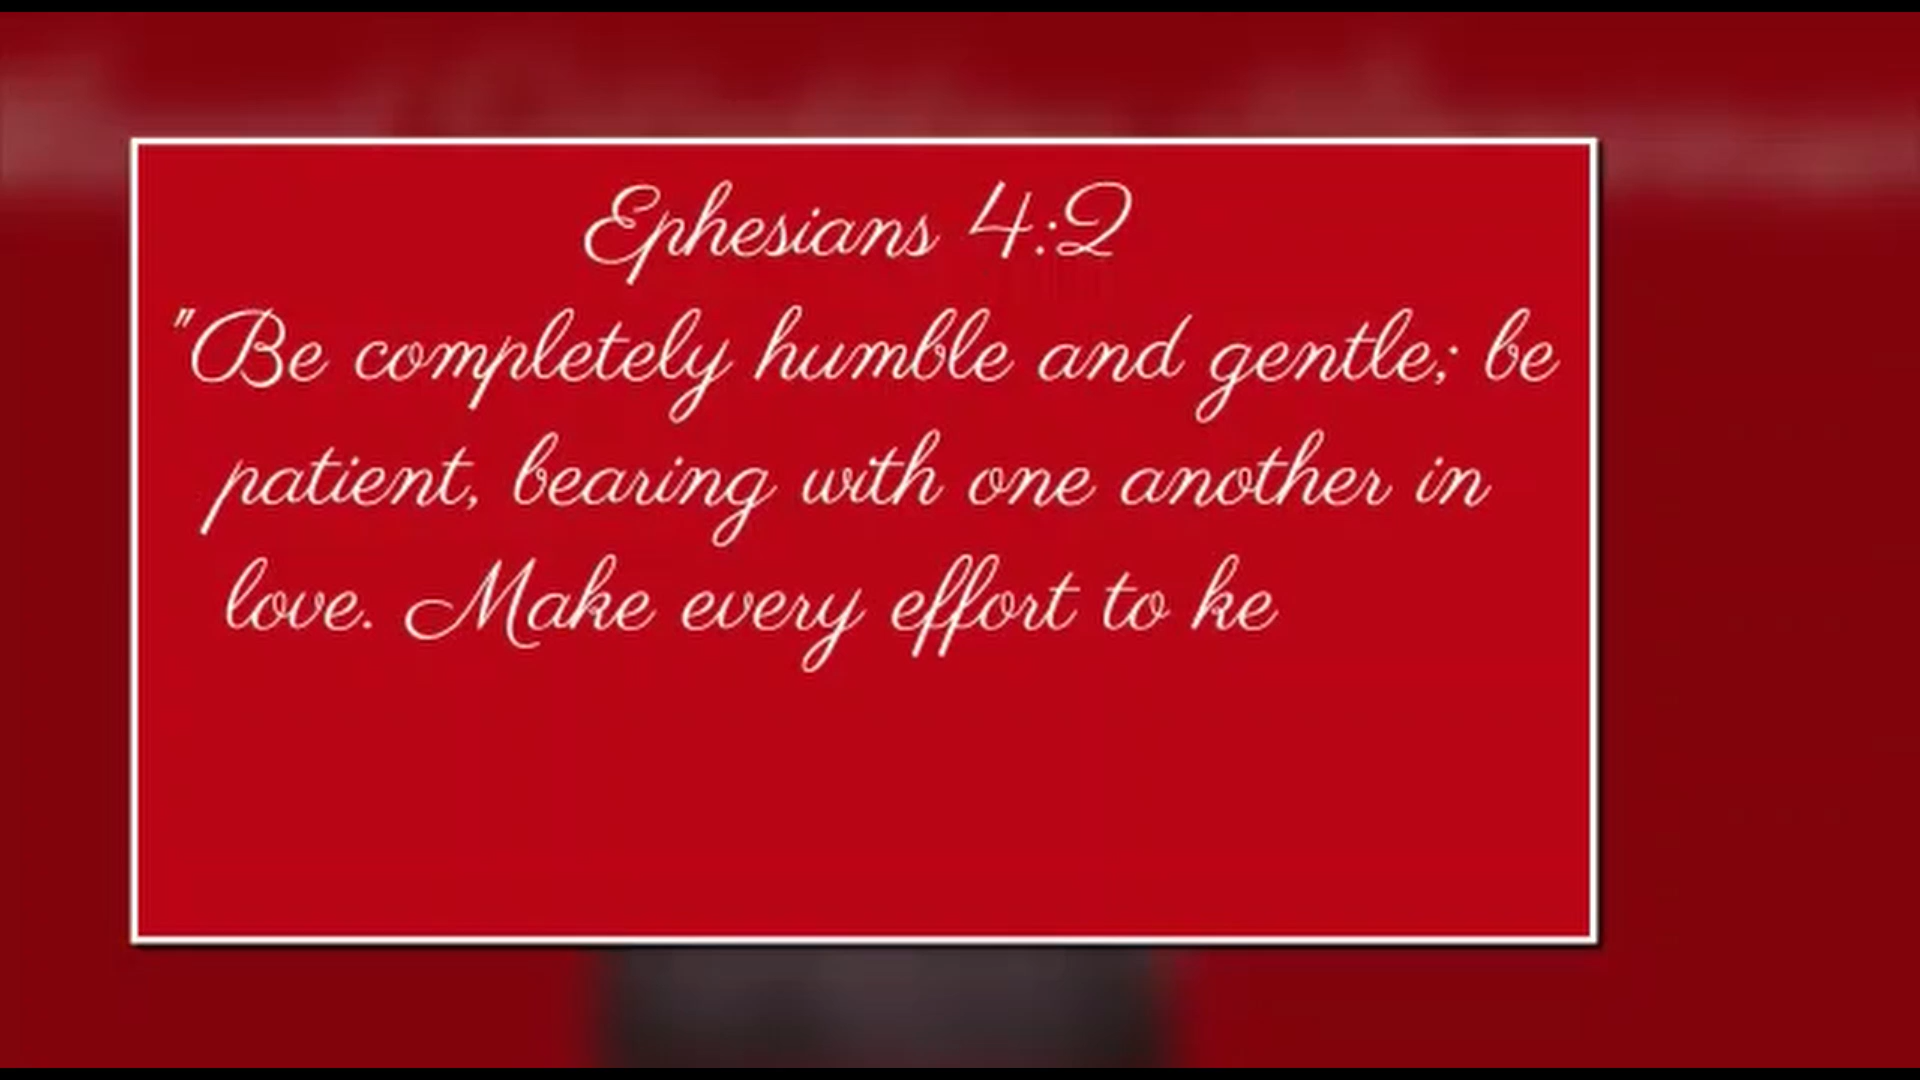 Ephesians 4:2
"Be completely humble and gentle; be
patient, bearing with one another in
love. Make every effort to ke